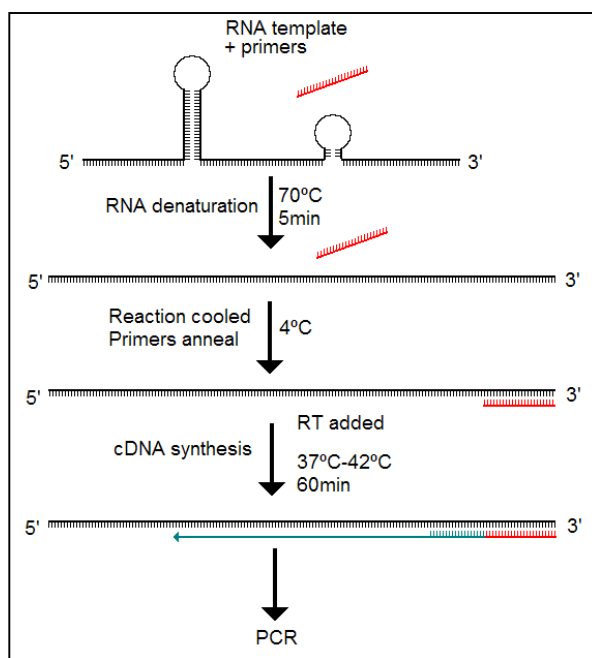 RNA template
+ primers
5' 3'
RNA denaturation
70ºC
5min
5' 3'
Reaction cooled
Primers anneal
4ºC
5' 3'
RT added
cDNA synthesis
37ºC-42ºC
60min
5' 3'
PCR